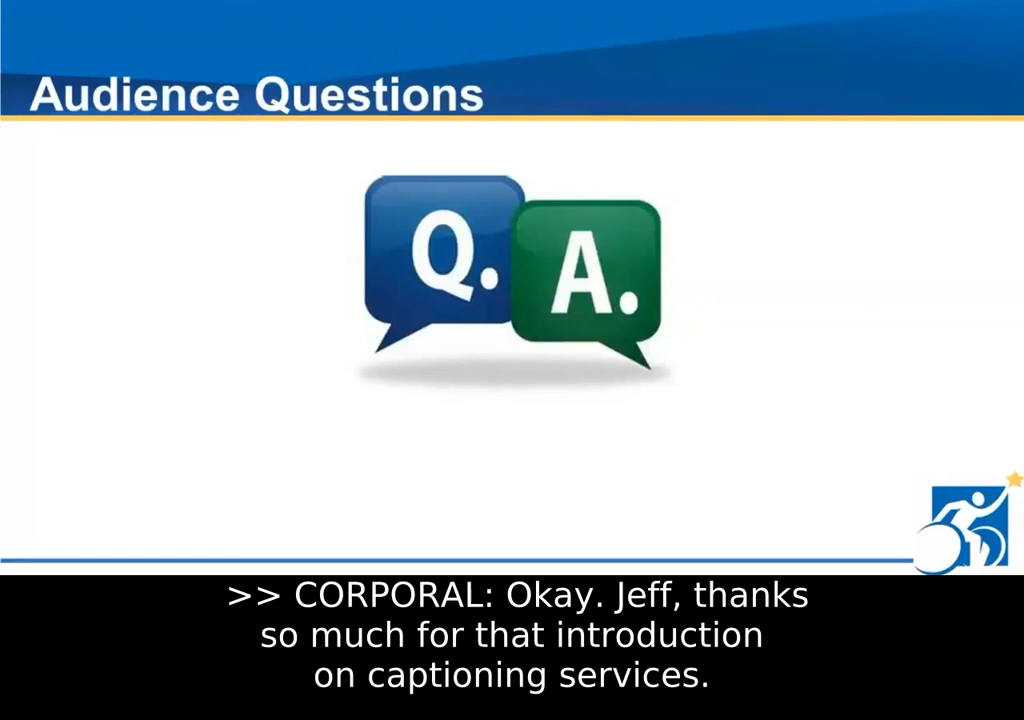 Audience Questions
Q. A.
>> CORPORAL: Okay. Jeff, thanks
so much for that introduction
on captioning services.